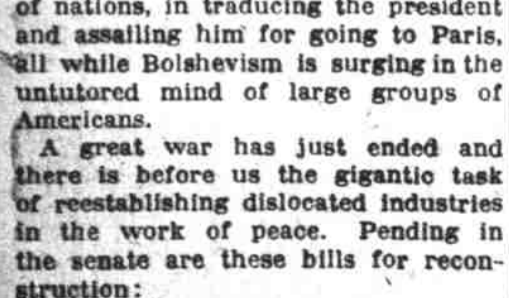 of nations, in traducing the president
and assailing him for going to Paris,
all while Bolshevism is surging in the
untutored mind of large groups of
Americans.
A great war has just ended and
there is before us the gigantic task
of reestablishing dislocated industries
in the work of peace. Pending in
the senate are these bills for recon-
struction: